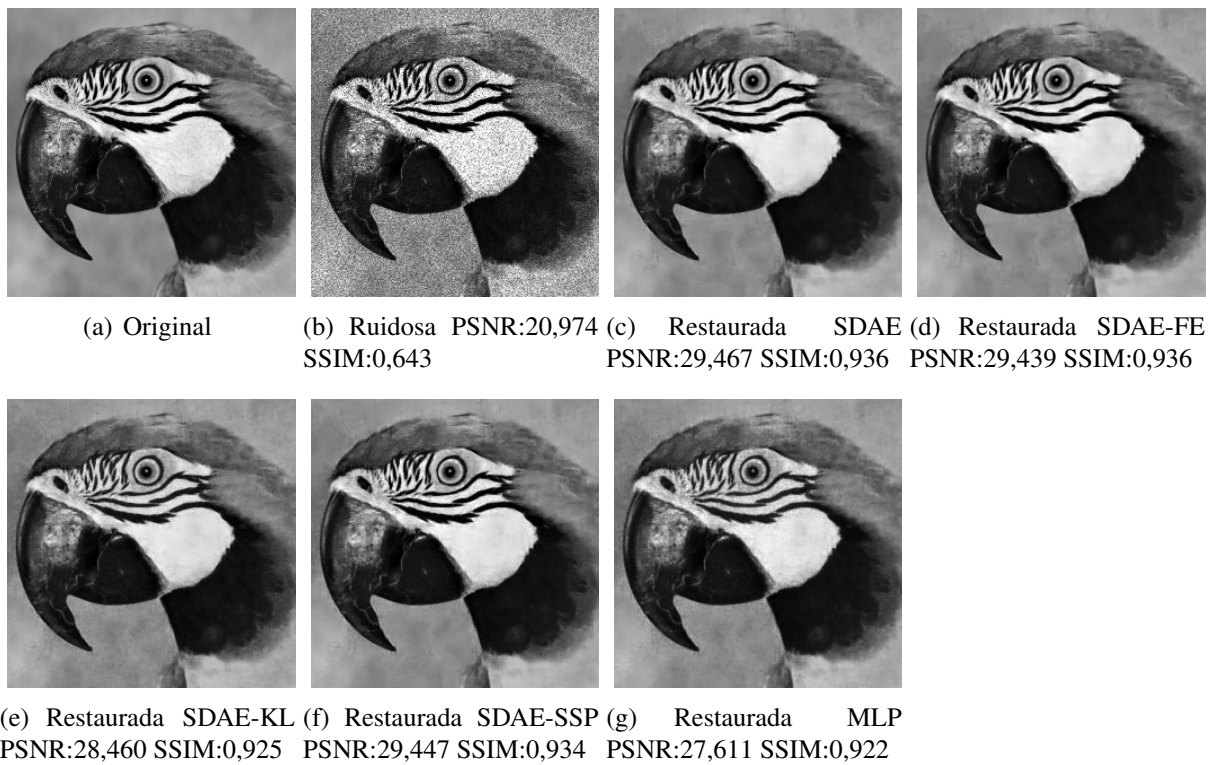 (a) Original
(b) Ruidosa PSNR:20,974
SSIM:0,643
(c) Restaurada SDAE
PSNR:29,467 SSIM:0,936
(d) Restaurada SDAE-FE
PSNR:29,439 SSIM:0,936
(e) Restaurada SDAE-KL
PSNR:28,460 SSIM:0,925
(f) Restaurada SDAE-SSP
PSNR:29,447 SSIM:0,934
(g) Restaurada MLP
PSNR:27,611 SSIM:0,922